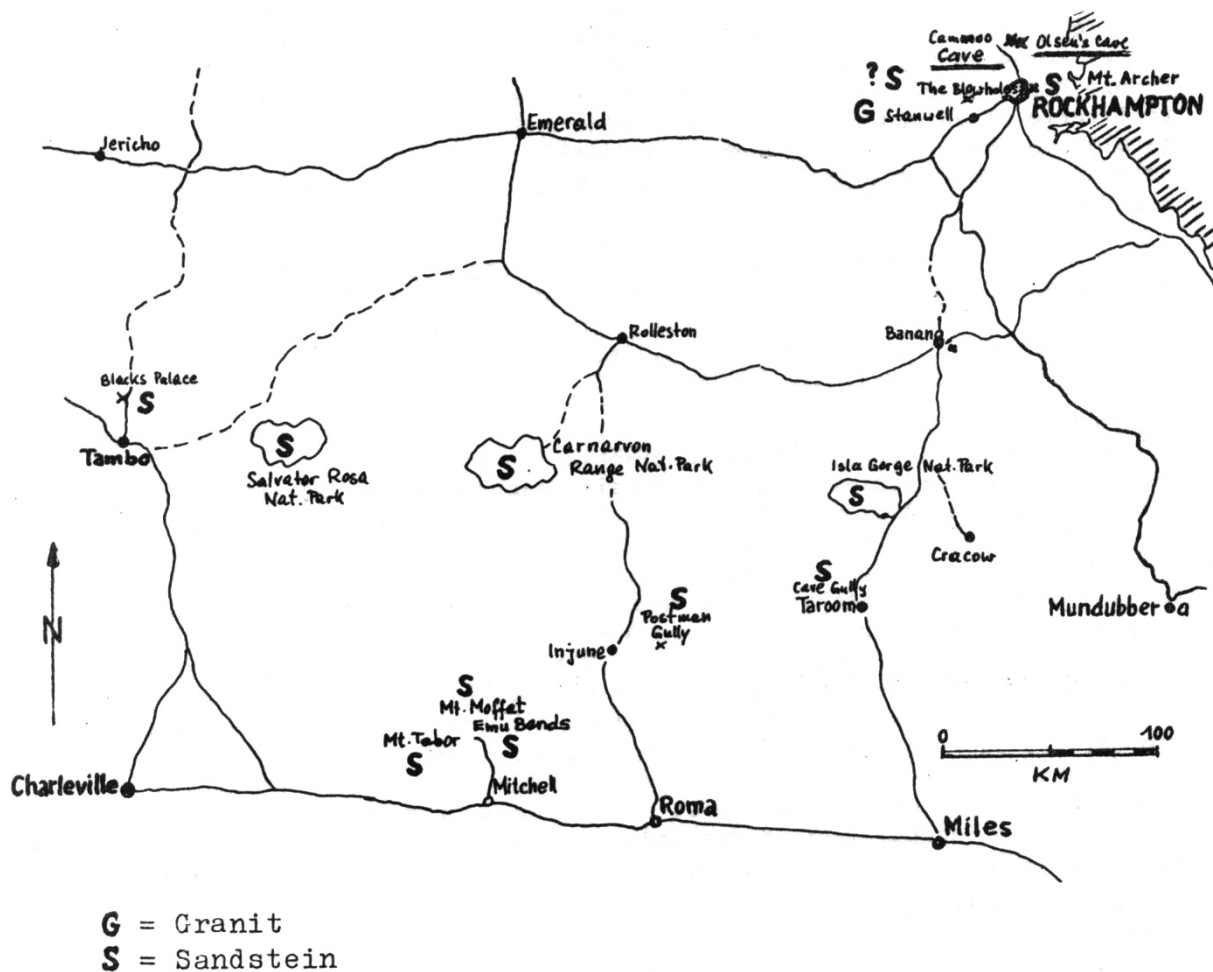 Cammoo
Cave
Olsen's Cave
? S
The Blowholes
S
Mt. Archer
ROCKHAMPTON
G
Stanwell
Emerald
Jericho
Rolleston
Banana
Blacks Palace
S
Tambo
S
Salvator Rosa
Nat. Park
S
Carnarvon
Range Nat. Park
Isla Gorge Nat. Park
S
Cracow
N
S
Cave Gully
Taroom
S
Postman
Gully
Mundubbera
Injune
S
Mt. Moffat
Emu Bends
S
Mt. Tabor
S
Mitchell
Charleville
Roma
Miles
0 100
KM
G = Granit
S = Sandstein